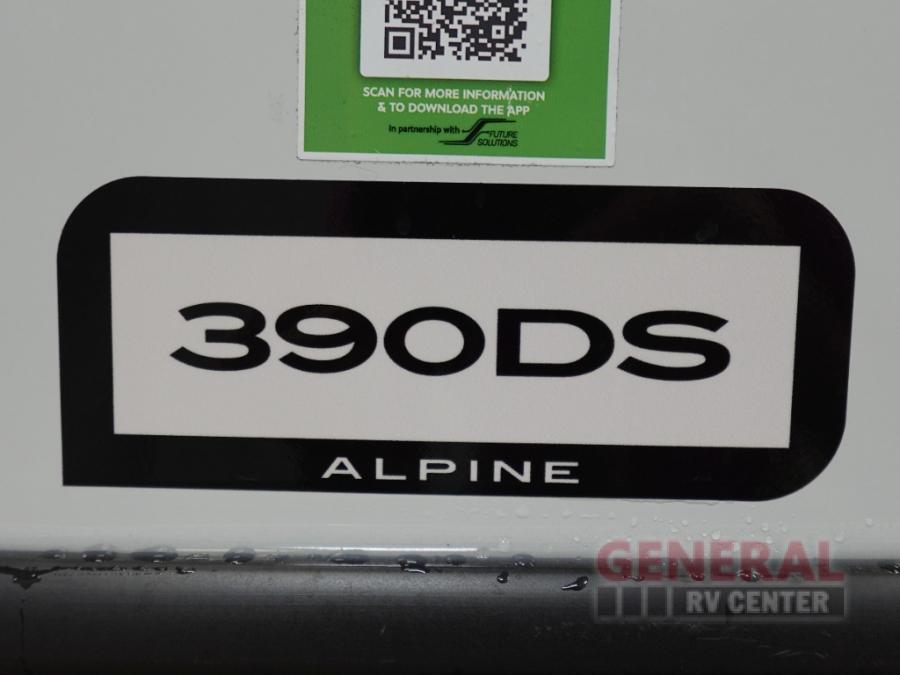 SCAN FOR MORE INFORMATION
& TO DOWNLOAD THE APP
In partnership with FUTURE
SOLUTIONS
390DS
ALPINE
GENERAL
RV CENTER